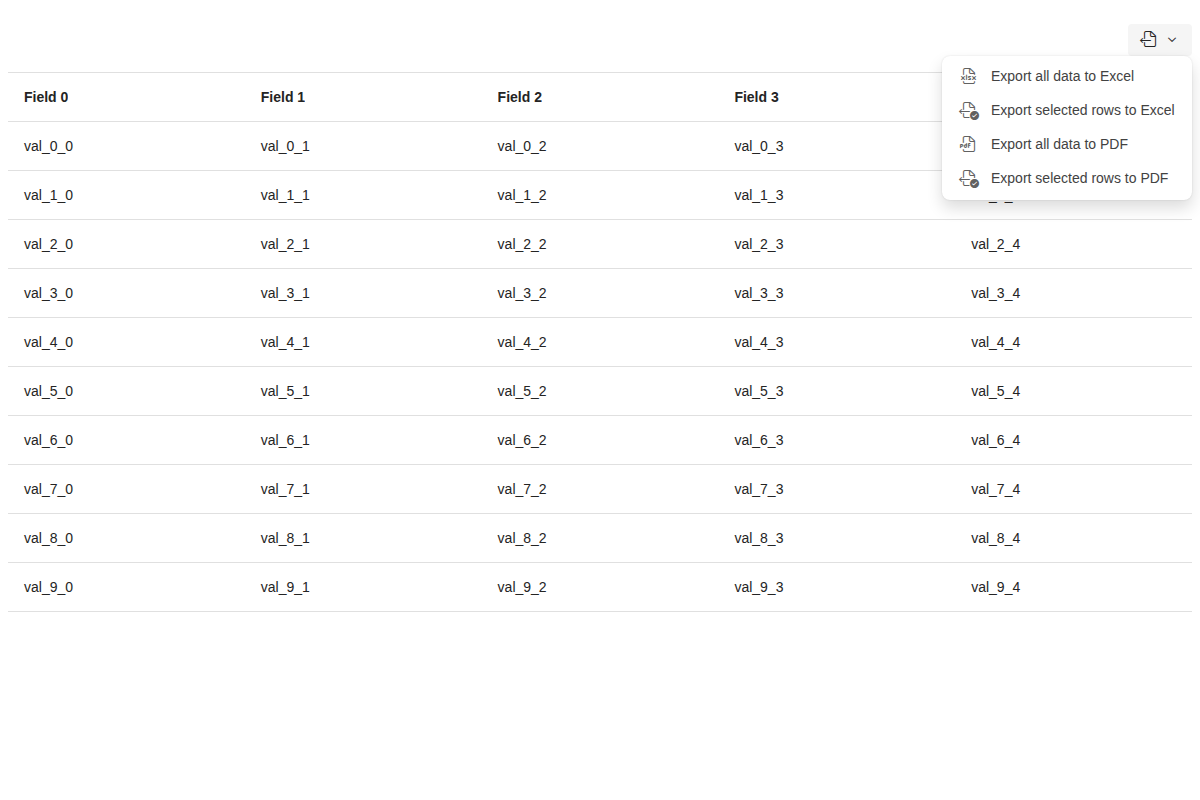 Export all data to Excel
Export selected rows to Excel
Export all data to PDF
Export selected rows to PDF
Field 0 Field 1 Field 2 Field 3
val_0_0 val_0_1 val_0_2 val_0_3
val_1_0 val_1_1 val_1_2 val_1_3
val_2_0 val_2_1 val_2_2 val_2_3 val_2_4
val_3_0 val_3_1 val_3_2 val_3_3 val_3_4
val_4_0 val_4_1 val_4_2 val_4_3 val_4_4
val_5_0 val_5_1 val_5_2 val_5_3 val_5_4
val_6_0 val_6_1 val_6_2 val_6_3 val_6_4
val_7_0 val_7_1 val_7_2 val_7_3 val_7_4
val_8_0 val_8_1 val_8_2 val_8_3 val_8_4
val_9_0 val_9_1 val_9_2 val_9_3 val_9_4